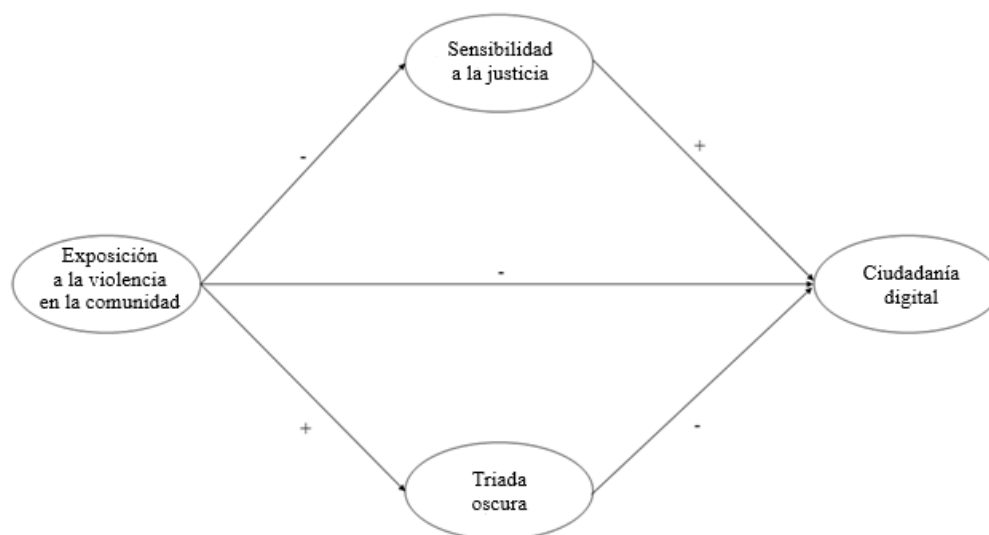 Sensibilidad
a la justicia
-
+
Exposición
a la violencia
en la comunidad
-
Ciudadanía
digital
+
-
Triada
oscura